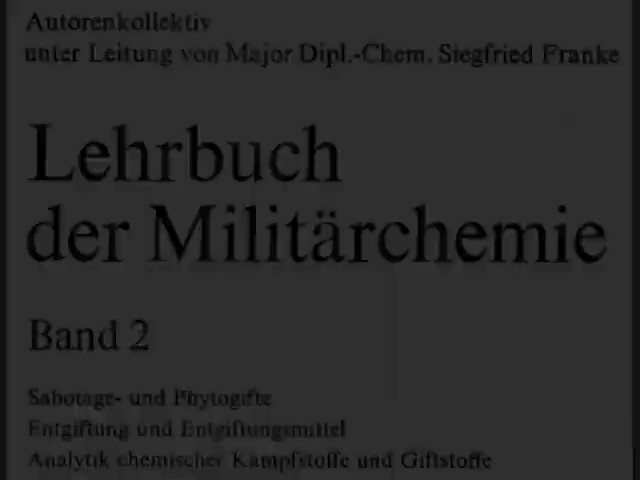 Autorenkollektiv
unter Leitung von Major Dipl.-Chem. Siegfried Franke
Lehrbuch
der Militärchemie
Band 2
Sabotage- und Phytogifte
Entgiftung und Entgiftungsmittel
Analytik chemischer Kampfstoffe und Giftstoffe